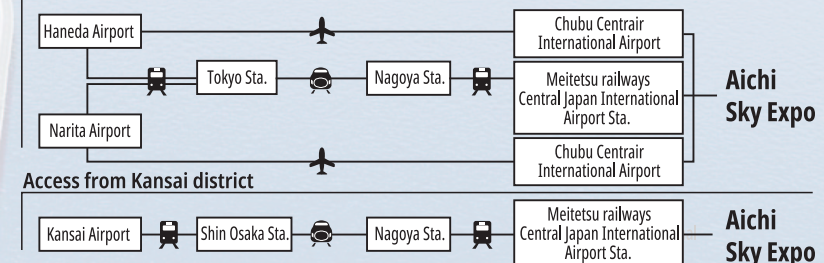 Haneda Airport
Chubu Centrair
International Airport
Tokyo Sta.
Nagoya Sta.
Meitetsu railways
Central Japan International
Airport Sta.
Aichi
Sky Expo
Narita Airport
Chubu Centrair
International Airport
Access from Kansai district
Kansai Airport
Shin Osaka Sta.
Nagoya Sta.
Meitetsu railways
Central Japan International
Airport Sta.
Aichi
Sky Expo